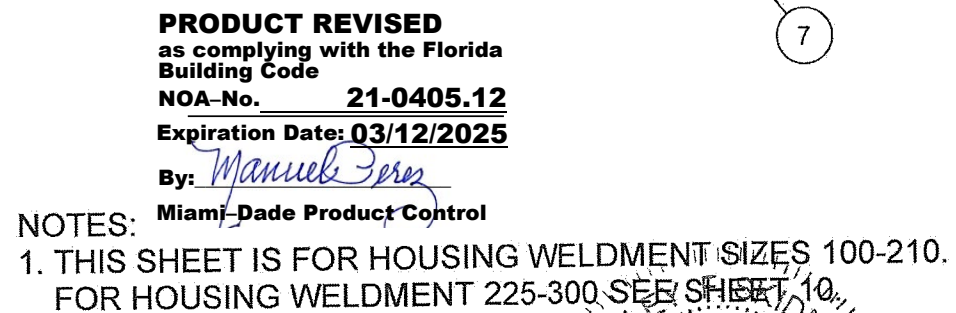 PRODUCT REVISED
as complying with the Florida
Building Code
NOA–No. 21-0405.12
Expiration Date: 03/12/2025
By: Manuel Perez
Miami–Dade Product Control
7
NOTES:
1. THIS SHEET IS FOR HOUSING WELDMENT SIZES 100-210.
FOR HOUSING WELDMENT 225-300 SEE SHEET 10.